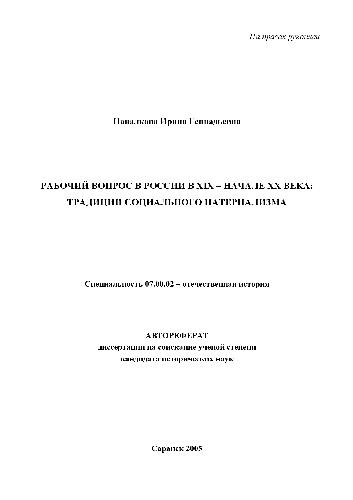 На правах рукописи
Напалкова Ирина Геннадьевна
РАБОЧИЙ ВОПРОС В РОССИИ В XIX – НАЧАЛЕ XX ВЕКА:
ТРАДИЦИИ СОЦИАЛЬНОГО ПАТЕРНАЛИЗМА
Специальность 07.00.02 – отечественная история
АВТОРЕФЕРАТ
диссертации на соискание ученой степени
кандидата исторических наук
Саранск 2005